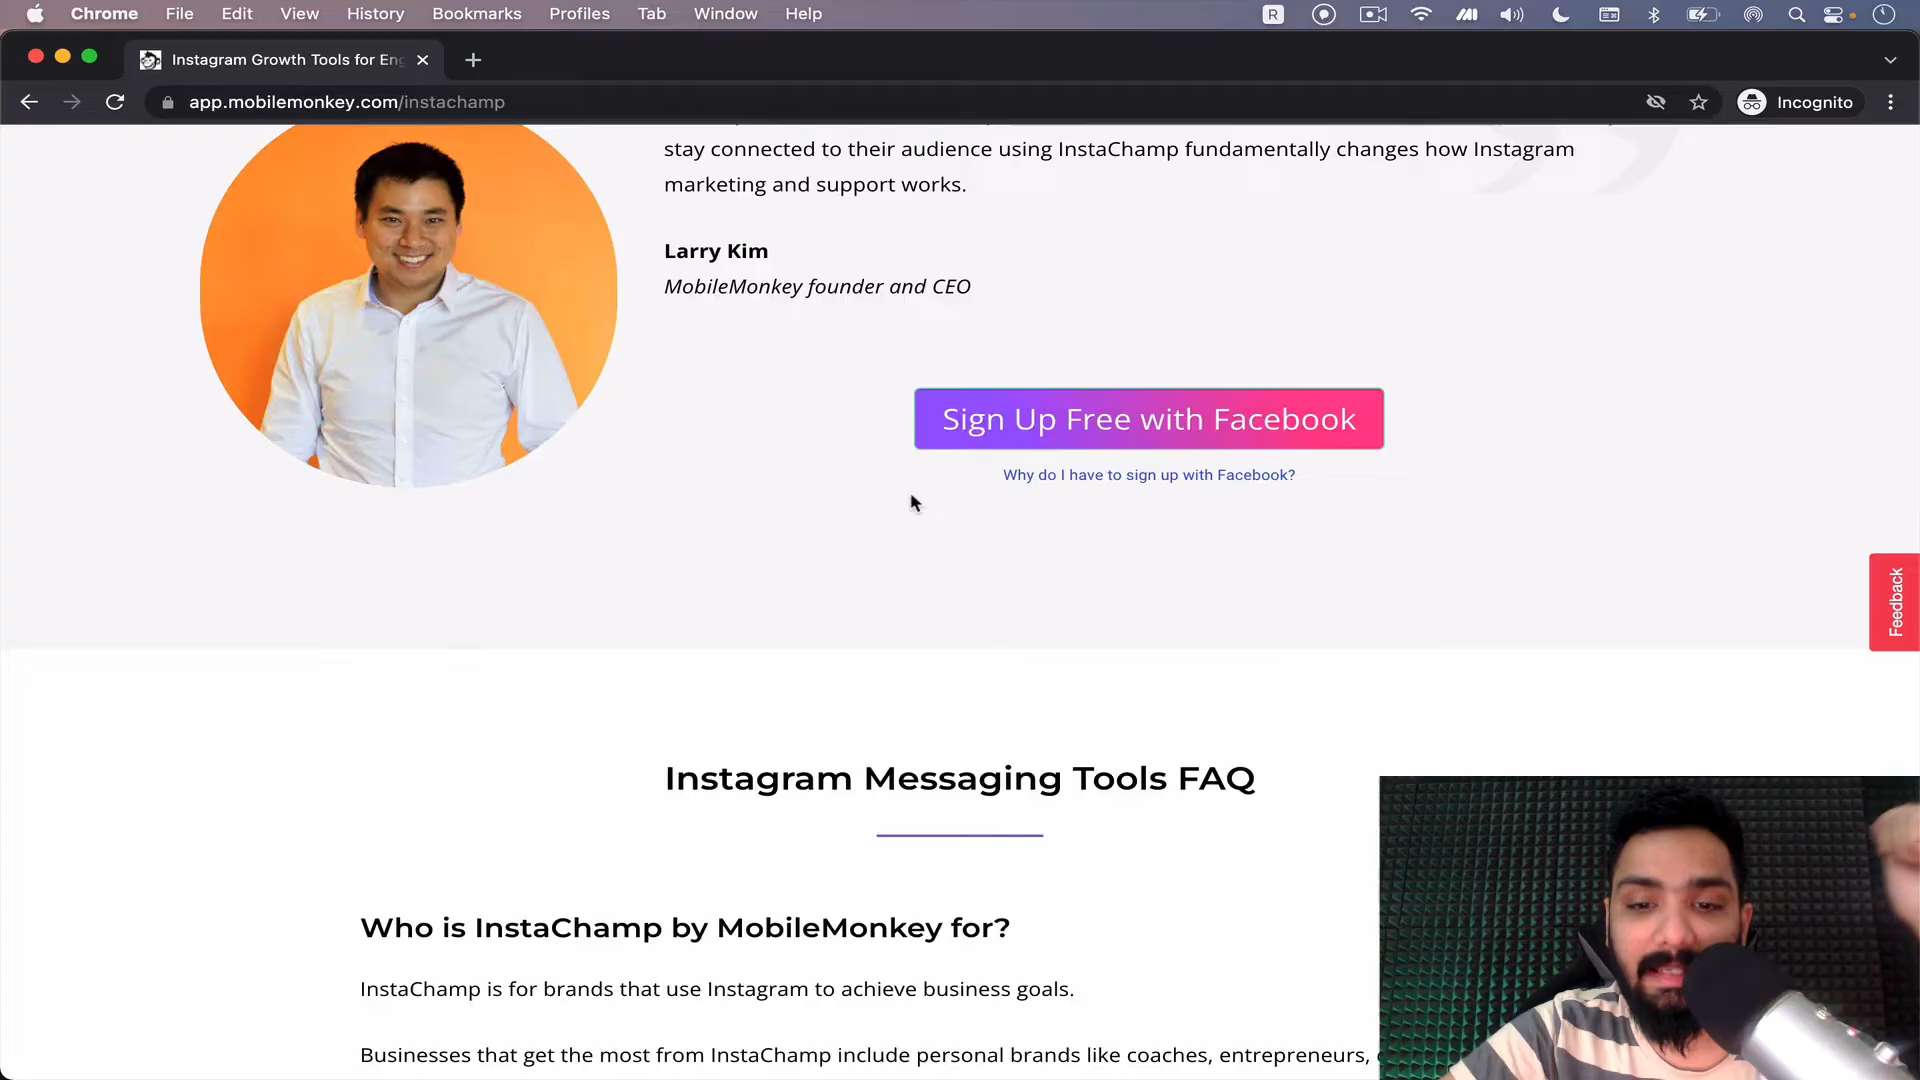 Chrome File Edit View History Bookmarks Profiles Tab Window Help
R
Instagram Growth Tools for Eng
app.mobilemonkey.com/instachamp
Incognito
stay connected to their audience using InstaChamp fundamentally changes how Instagram
marketing and support works.
Larry Kim
MobileMonkey founder and CEO
Sign Up Free with Facebook
Why do I have to sign up with Facebook?
Feedback
Instagram Messaging Tools FAQ
Who is InstaChamp by MobileMonkey for?
InstaChamp is for brands that use Instagram to achieve business goals.
Businesses that get the most from InstaChamp include personal brands like coaches, entrepreneurs,